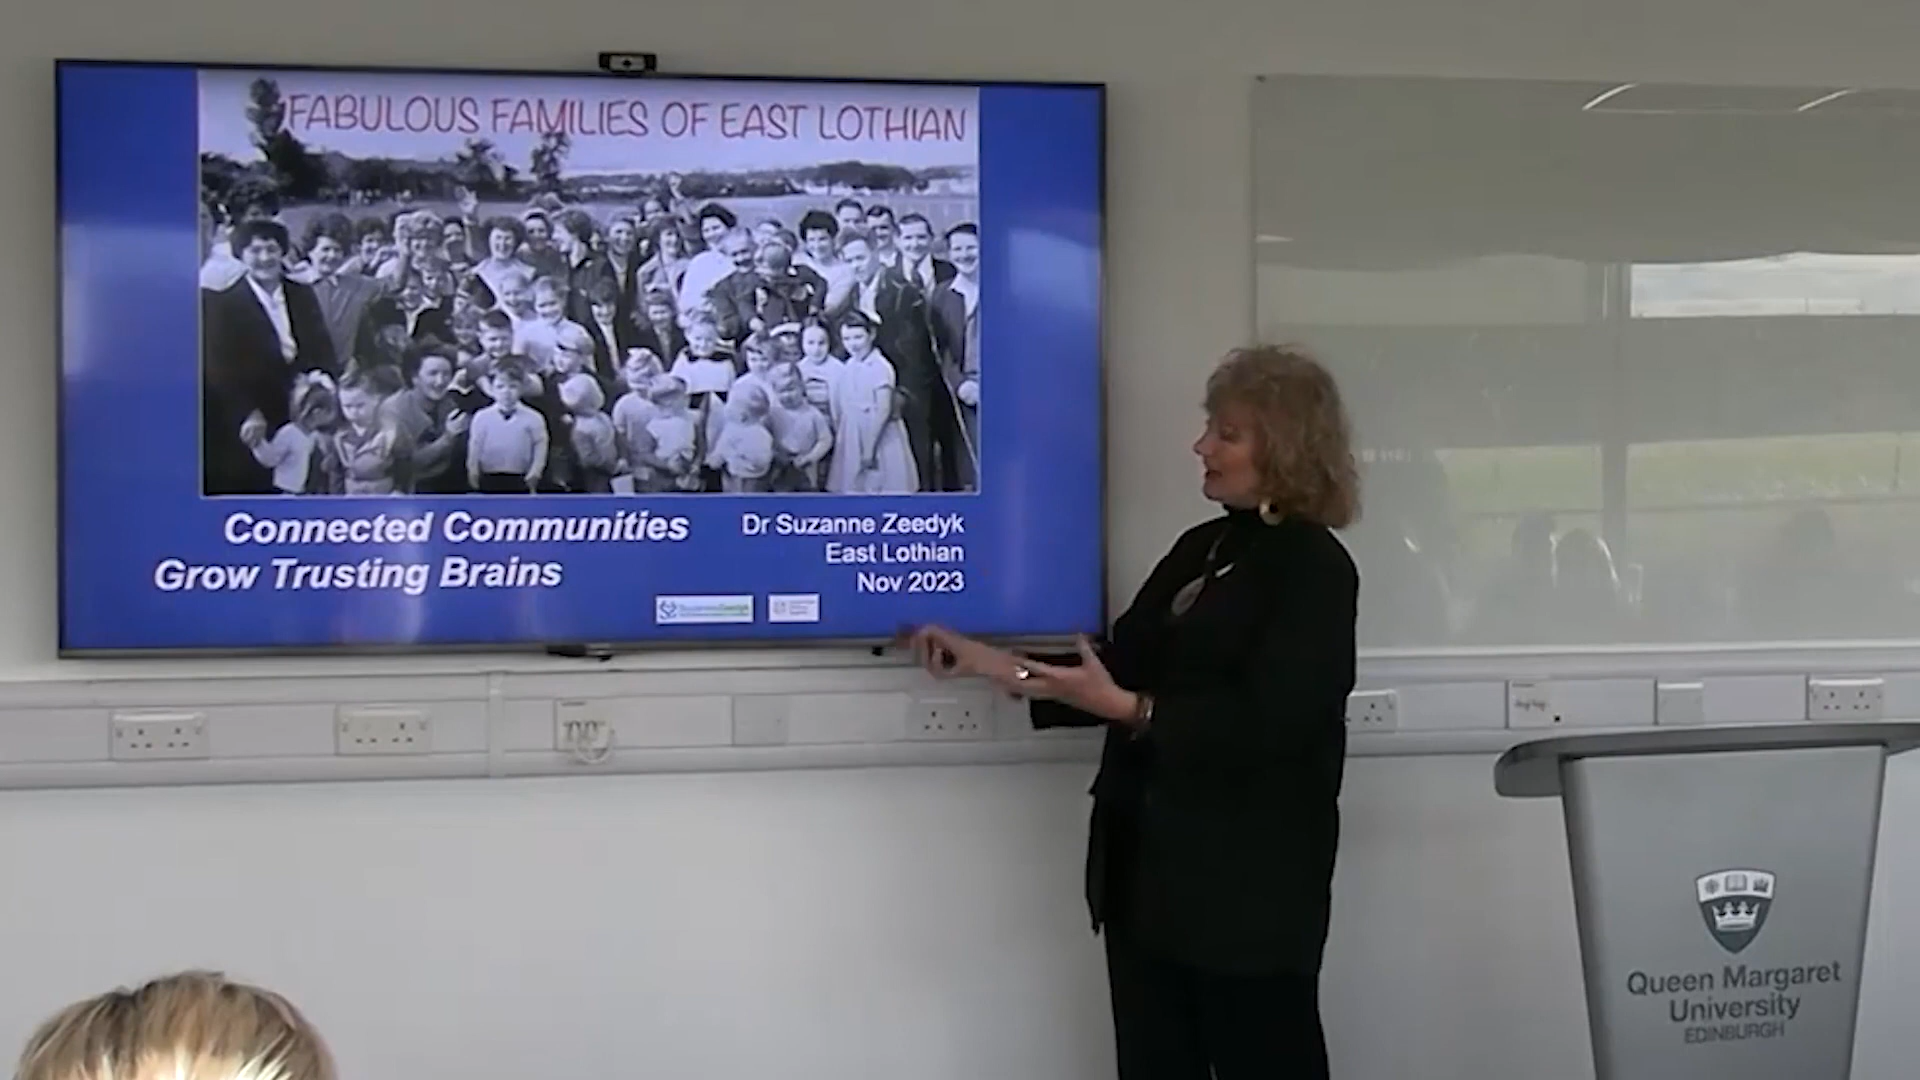 FABULOUS FAMILIES OF EAST LOTHIAN
Connected Communities
Grow Trusting Brains
Dr Suzanne Zeedyk
East Lothian
Nov 2023
Queen Margaret
University
EDINBURGH